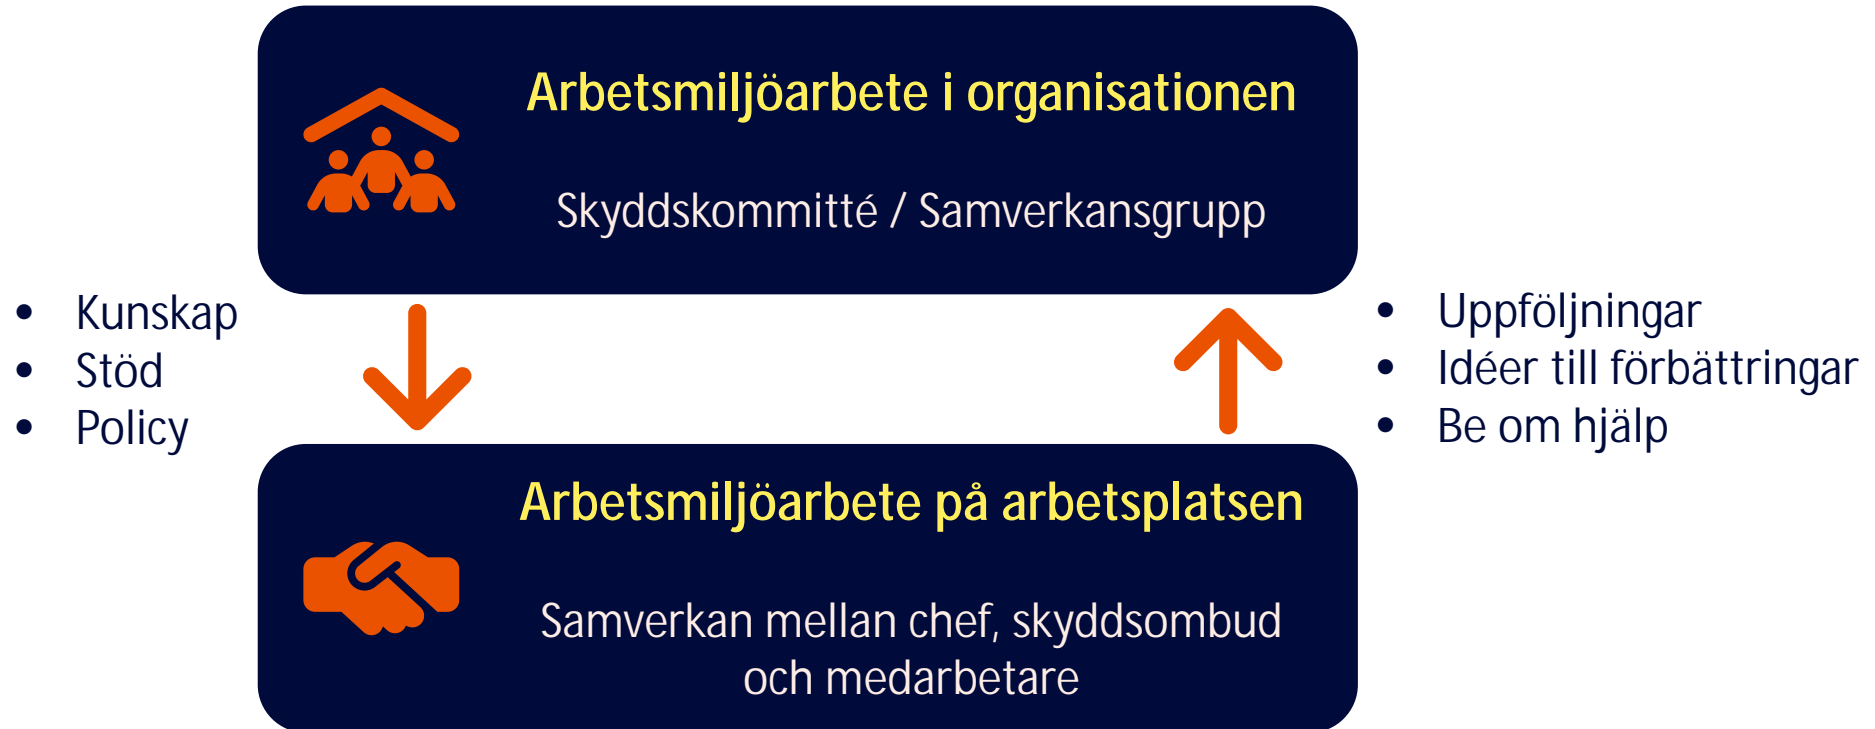 Arbetsmiljöarbete i organisationen
Skyddskommitté / Samverkansgrupp
• Kunskap
• Stöd
• Policy
• Uppföljningar
• Idéer till förbättringar
• Be om hjälp
Arbetsmiljöarbete på arbetsplatsen
Samverkan mellan chef, skyddsombud
och medarbetare